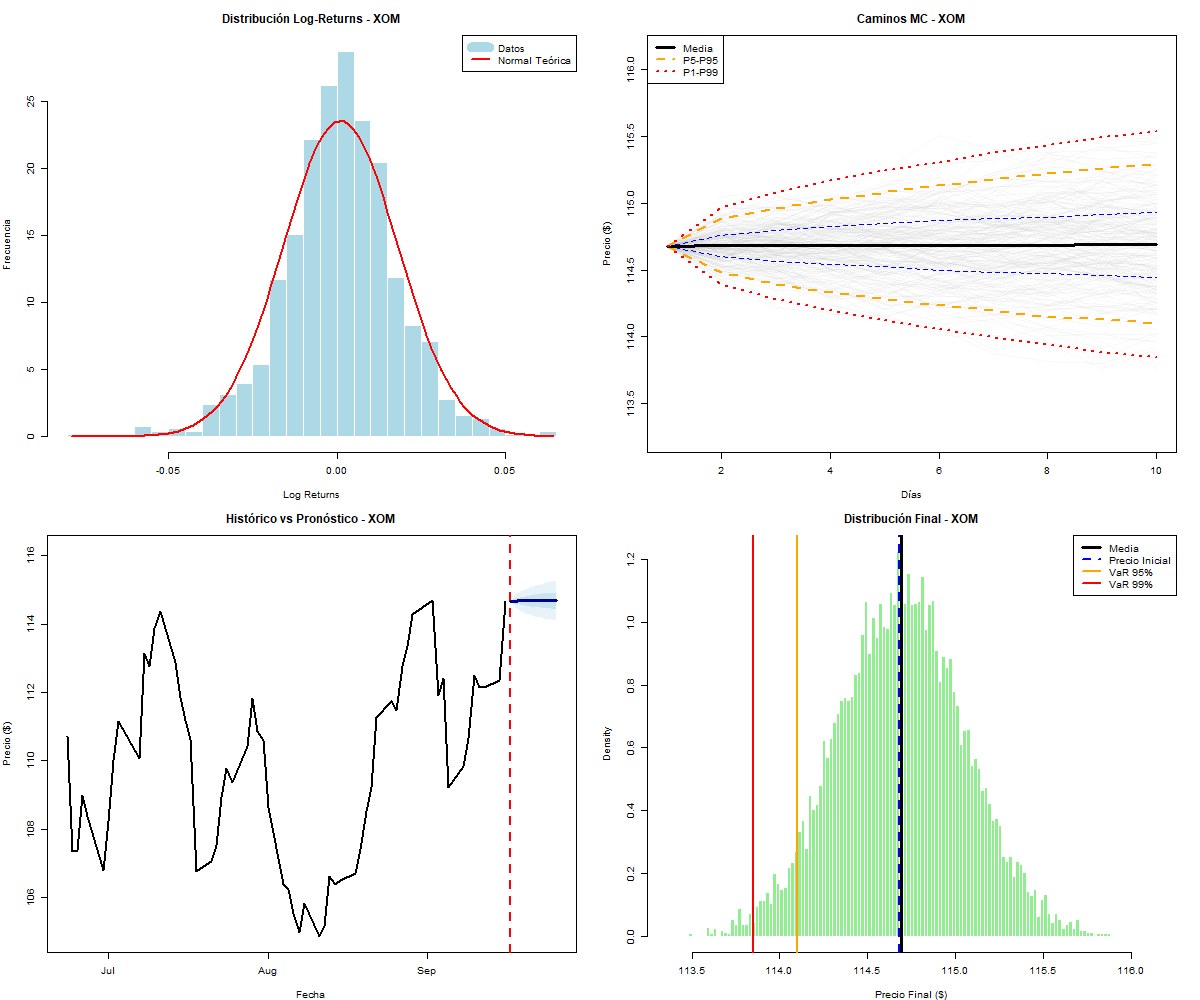 Distribución Log-Returns - XOM
Datos
Normal Teórica
Frecuencia
0
5
10
15
20
25
-0.05
0.00
0.05
Log Returns
Caminos MC - XOM
Media
P5-P95
P1-P99
Precio ($)
113.5
114.0
114.5
115.0
115.5
116.0
2
4
6
8
10
Días
Histórico vs Pronóstico - XOM
Precio ($)
106
108
110
112
114
116
Jul
Aug
Sep
Fecha
Distribución Final - XOM
Media
Precio Inicial
VaR 95%
VaR 99%
Density
0.0
0.2
0.4
0.6
0.8
1.0
1.2
113.5
114.0
114.5
115.0
115.5
116.0
Precio Final ($)